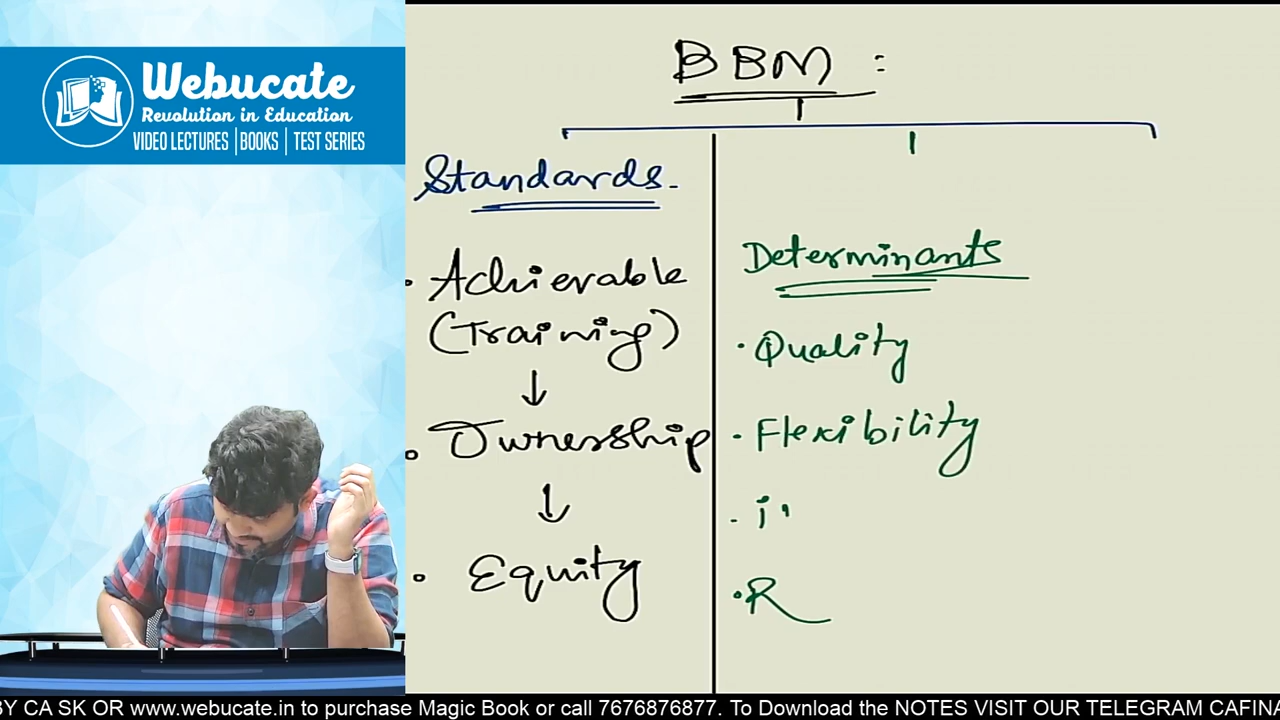 Webucate
Revolution in Education
VIDEO LECTURES | BOOKS | TEST SERIES
BBM :
Standards.
• Achievable
(Training)
↓
• Ownership
↓
• Equity
Determinants
• Quality
• Flexibility
•
• R
BY CA SK OR www.webucate.in to purchase Magic Book or call 7676876877. To Download the NOTES VISIT OUR TELEGRAM CAFINA